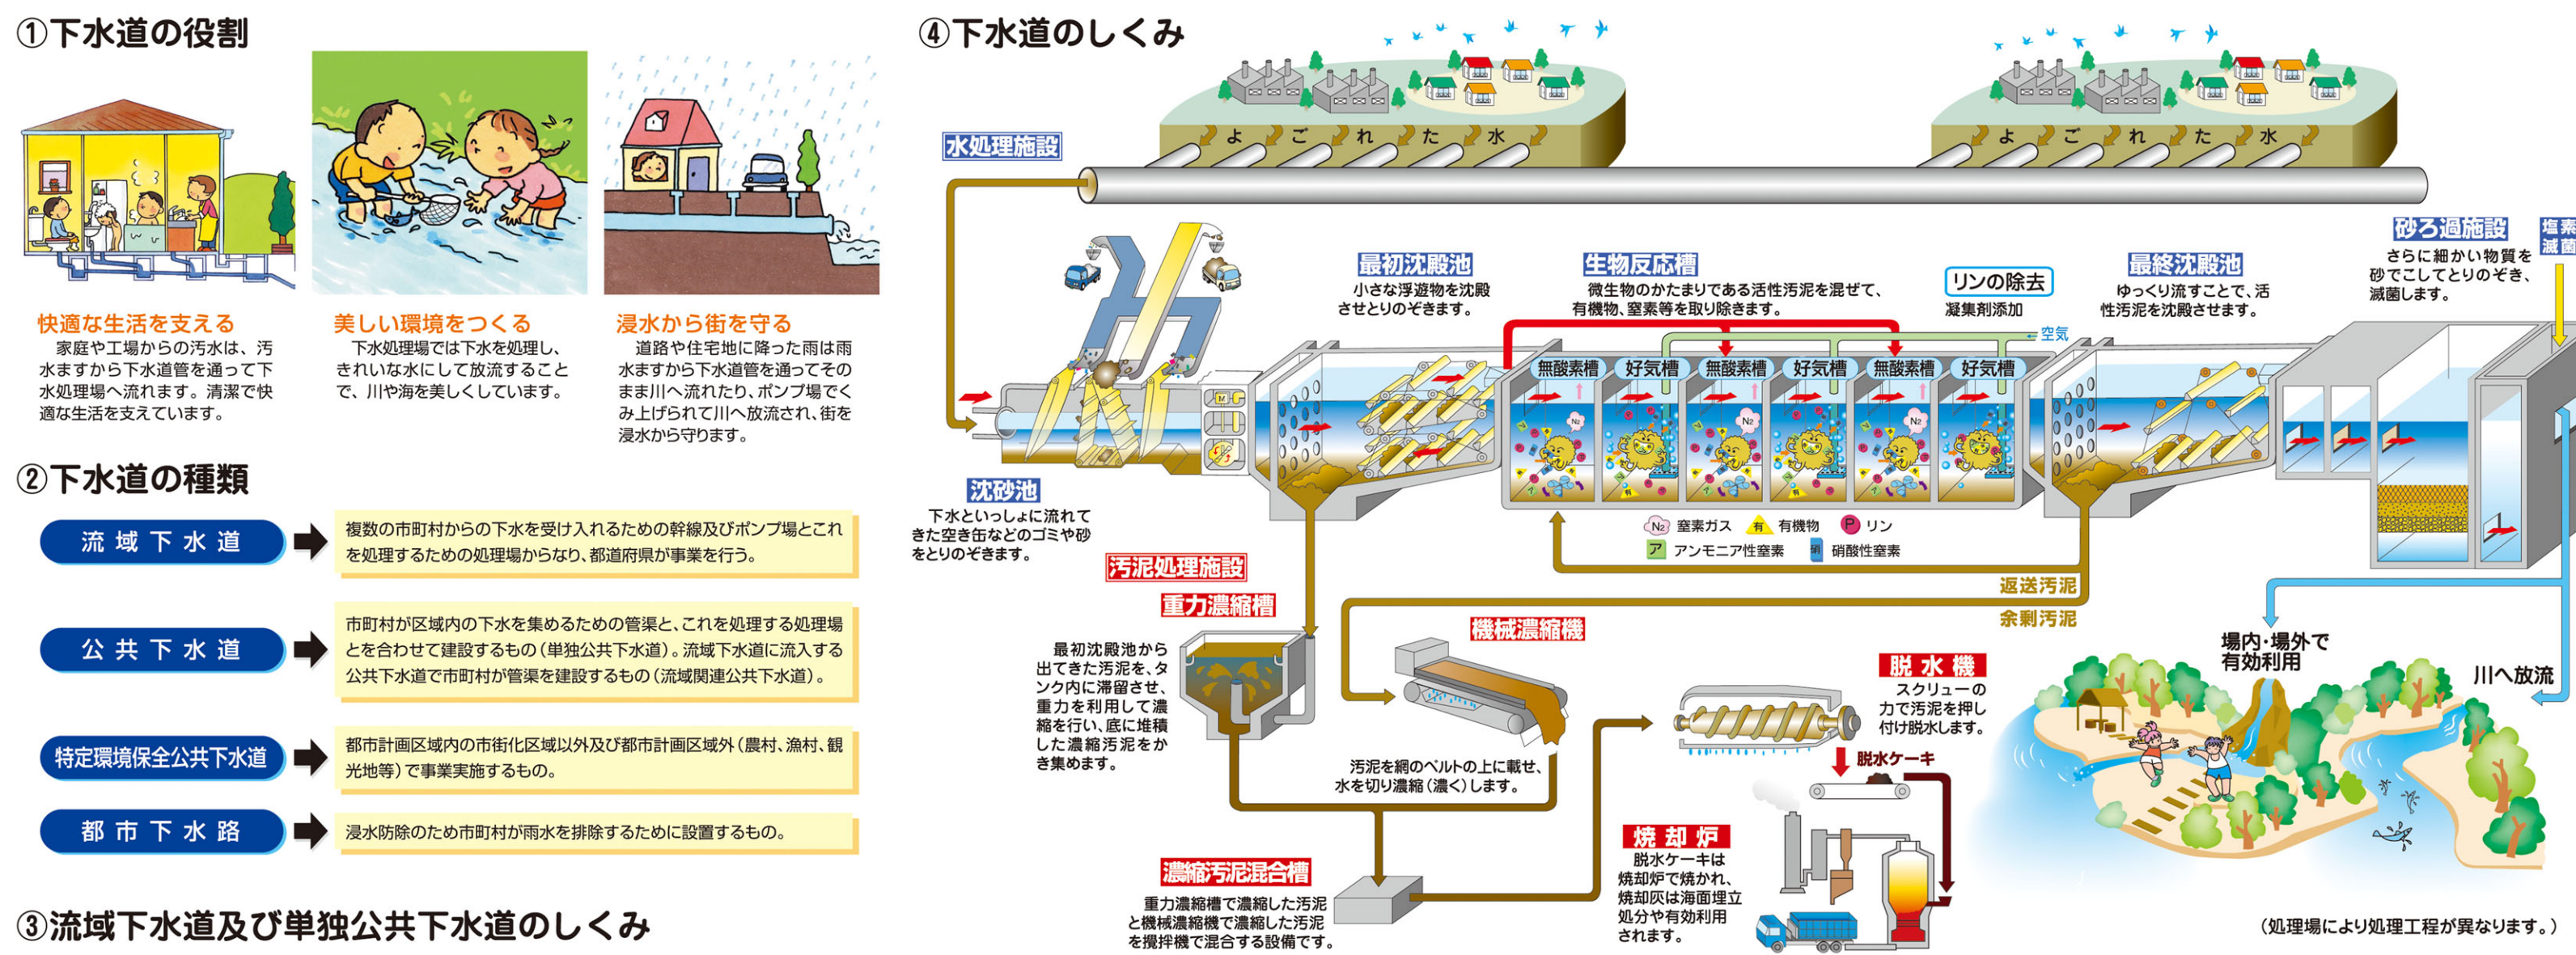 ①下水道の役割
快適な生活を支える
家庭や工場からの汚水は、汚
水ますから下水道管を通って下
水処理場へ流れます。清潔で快
適な生活を支えています。
美しい環境をつくる
下水処理場では下水を処理し、
きれいな水にして放流すること
で、川や海を美しくしています。
浸水から街を守る
道路や住宅地に降った雨は雨
水ますから下水道管を通ってその
まま川へ流れたり、ポンプ場でく
み上げられて川へ放流され、街を
浸水から守ります。
②下水道の種類
流域下水道
複数の市町村からの下水を受け入れるための幹線及びポンプ場とこれ
を処理するための処理場からなり、都道府県が事業を行う。
公共下水道
市町村が区域内の下水を集めるための管渠と、これを処理する処理場
とを合わせて建設するもの（単独公共下水道）。流域下水道に流入する
公共下水道で市町村が管渠を建設するもの（流域関連公共下水道）。
特定環境保全公共下水道
都市計画区域内の市街化区域以外及び都市計画区域外（農村、漁村、観
光地等）で事業実施するもの。
都市下水路
浸水防除のため市町村が雨水を排除するために設置するもの。
③流域下水道及び単独公共下水道のしくみ
④下水道のしくみ
よごれた水
よごれた水
水処理施設
沈砂池
下水といっしょに流れて
きた空き缶などのゴミや砂
をとりのぞきます。
M
最初沈殿池
小さな浮遊物を沈殿
させとりのぞきます。
生物反応槽
微生物のかたまりである活性汚泥を混ぜて、
有機物、窒素等を取り除きます。
リンの除去
凝集剤添加
空気
無酸素槽
好気槽
無酸素槽
好気槽
無酸素槽
好気槽
N2
N2
N2
N2 窒素ガス
有 有機物
P リン
ア アンモニア性窒素
硝 硝酸性窒素
最終沈殿池
ゆっくり流すことで、活
性汚泥を沈殿させます。
砂ろ過施設
さらに細かい物質を
砂でこしてとりのぞき、
滅菌します。
塩素
滅菌
返送汚泥
余剰汚泥
汚泥処理施設
重力濃縮槽
最初沈殿池から
出てきた汚泥を、タ
ンク内に滞留させ、
重力を利用して濃
縮を行い、底に堆積
した濃縮汚泥をか
き集めます。
機械濃縮機
汚泥を網のベルトの上に載せ、
水を切り濃縮（濃く）します。
濃縮汚泥混合槽
重力濃縮槽で濃縮した汚泥
と機械濃縮機で濃縮した汚泥
を攪拌機で混合する設備です。
脱水機
スクリューの
力で汚泥を押し
付け脱水します。
脱水ケーキ
焼却炉
脱水ケーキは
焼却炉で焼かれ、
焼却灰は海面埋立
処分や有効利用
されます。
場内・場外で
有効利用
川へ放流
（処理場により処理工程が異なります。）